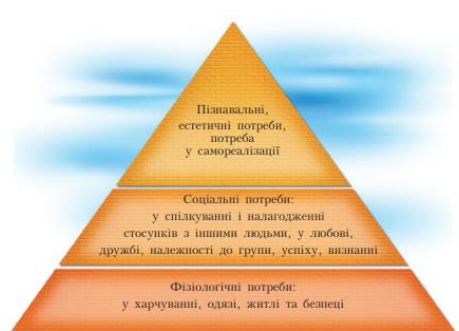 Пізнавальні,
естетичні потреби,
потреба
у самореалізації
Соціальні потреби:
у спілкуванні і налагодженні
стосунків з іншими людьми, у любові,
дружбі, належності до групи, успіху, визнанні
Фізіологічні потреби:
у харчуванні, одязі, житлі та безпеці